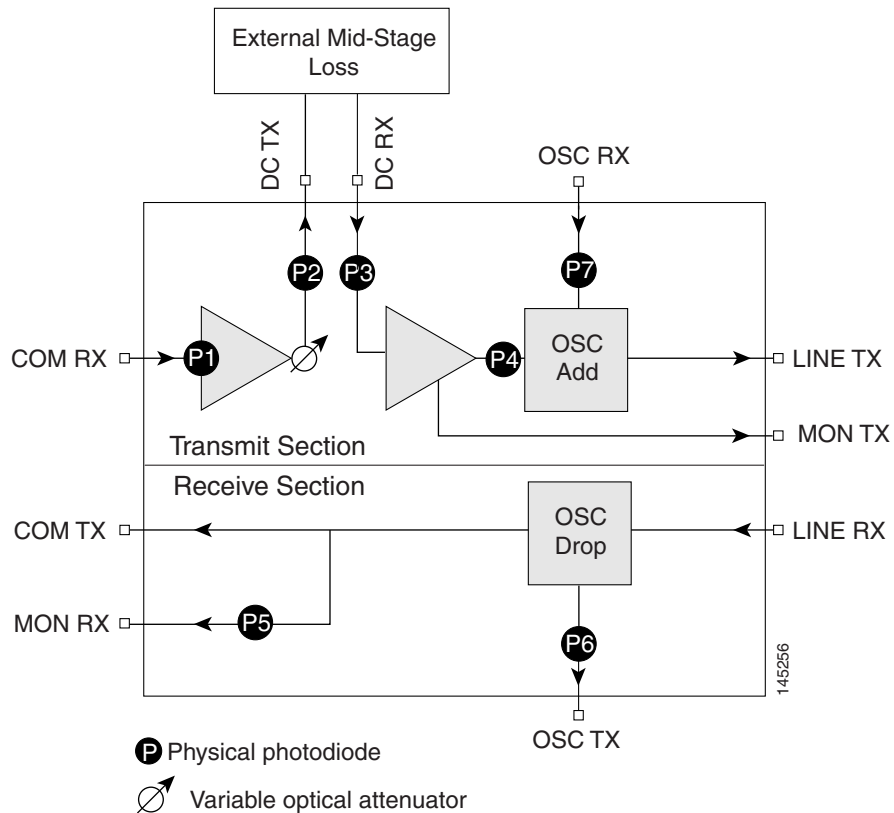 External Mid-Stage
Loss
DC TX
DC RX
OSC RX
P2
P3
P7
COM RX
P1
P4
OSC
Add
LINE TX
MON TX
Transmit Section
Receive Section
COM TX
OSC
Drop
LINE RX
MON RX
P5
P6
145256
OSC TX
P Physical photodiode
Variable optical attenuator